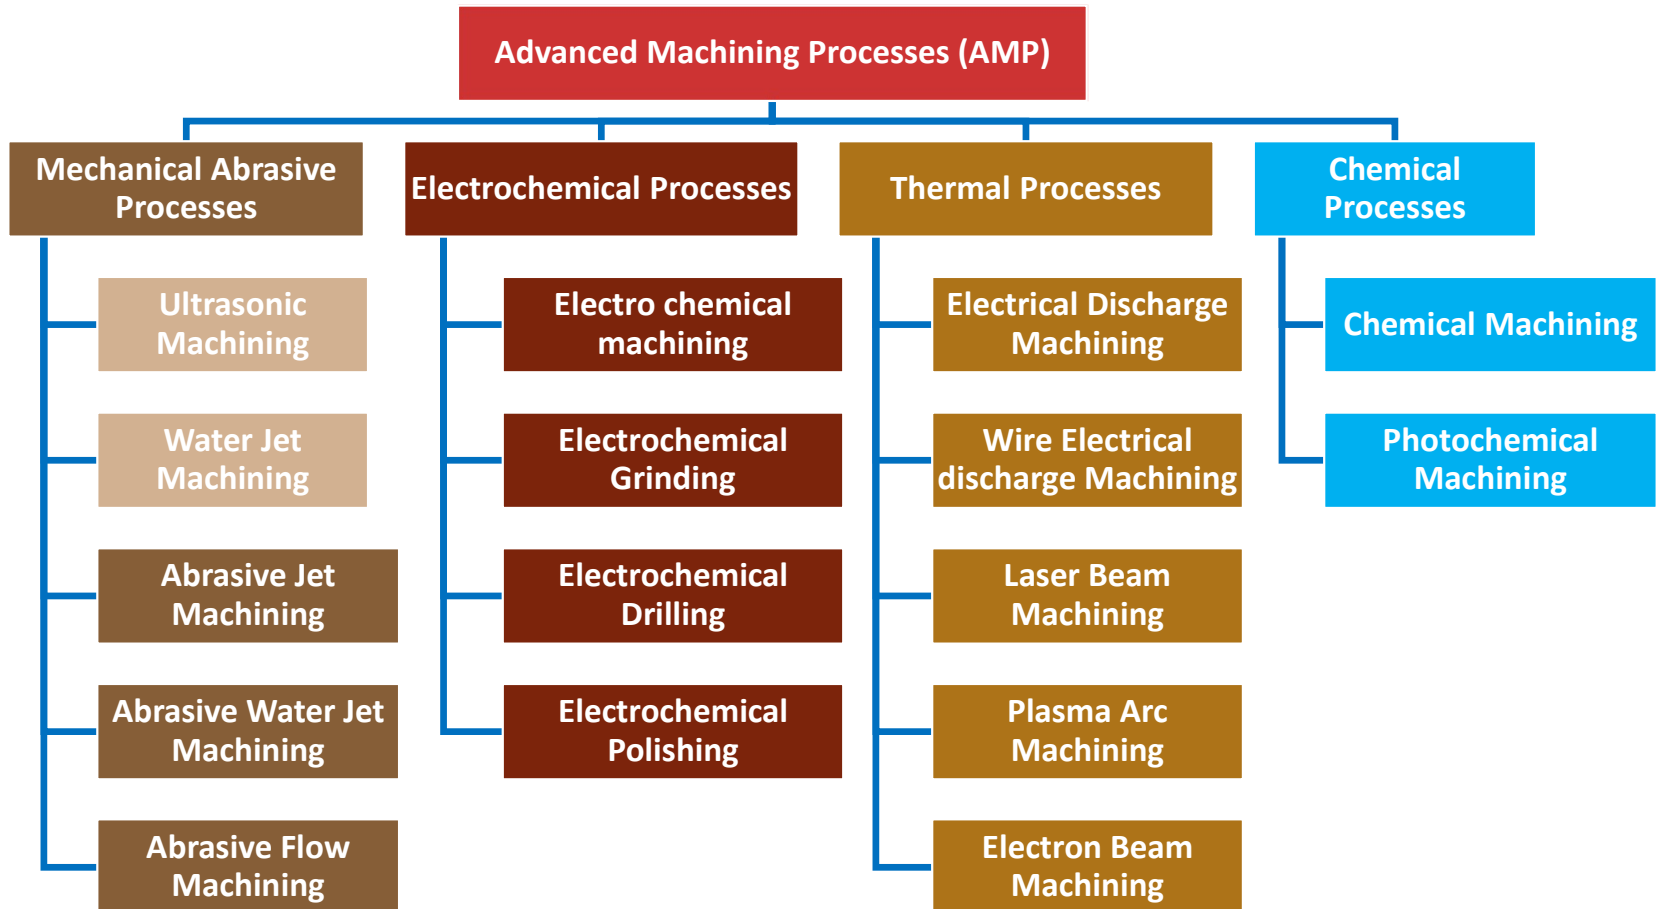 Advanced Machining Processes (AMP)
Mechanical Abrasive
Processes
Ultrasonic
Machining
Water Jet
Machining
Abrasive Jet
Machining
Abrasive Water Jet
Machining
Abrasive Flow
Machining
Electrochemical Processes
Electro chemical
machining
Electrochemical
Grinding
Electrochemical
Drilling
Electrochemical
Polishing
Thermal Processes
Electrical Discharge
Machining
Wire Electrical
discharge Machining
Laser Beam
Machining
Plasma Arc
Machining
Electron Beam
Machining
Chemical
Processes
Chemical Machining
Photochemical
Machining